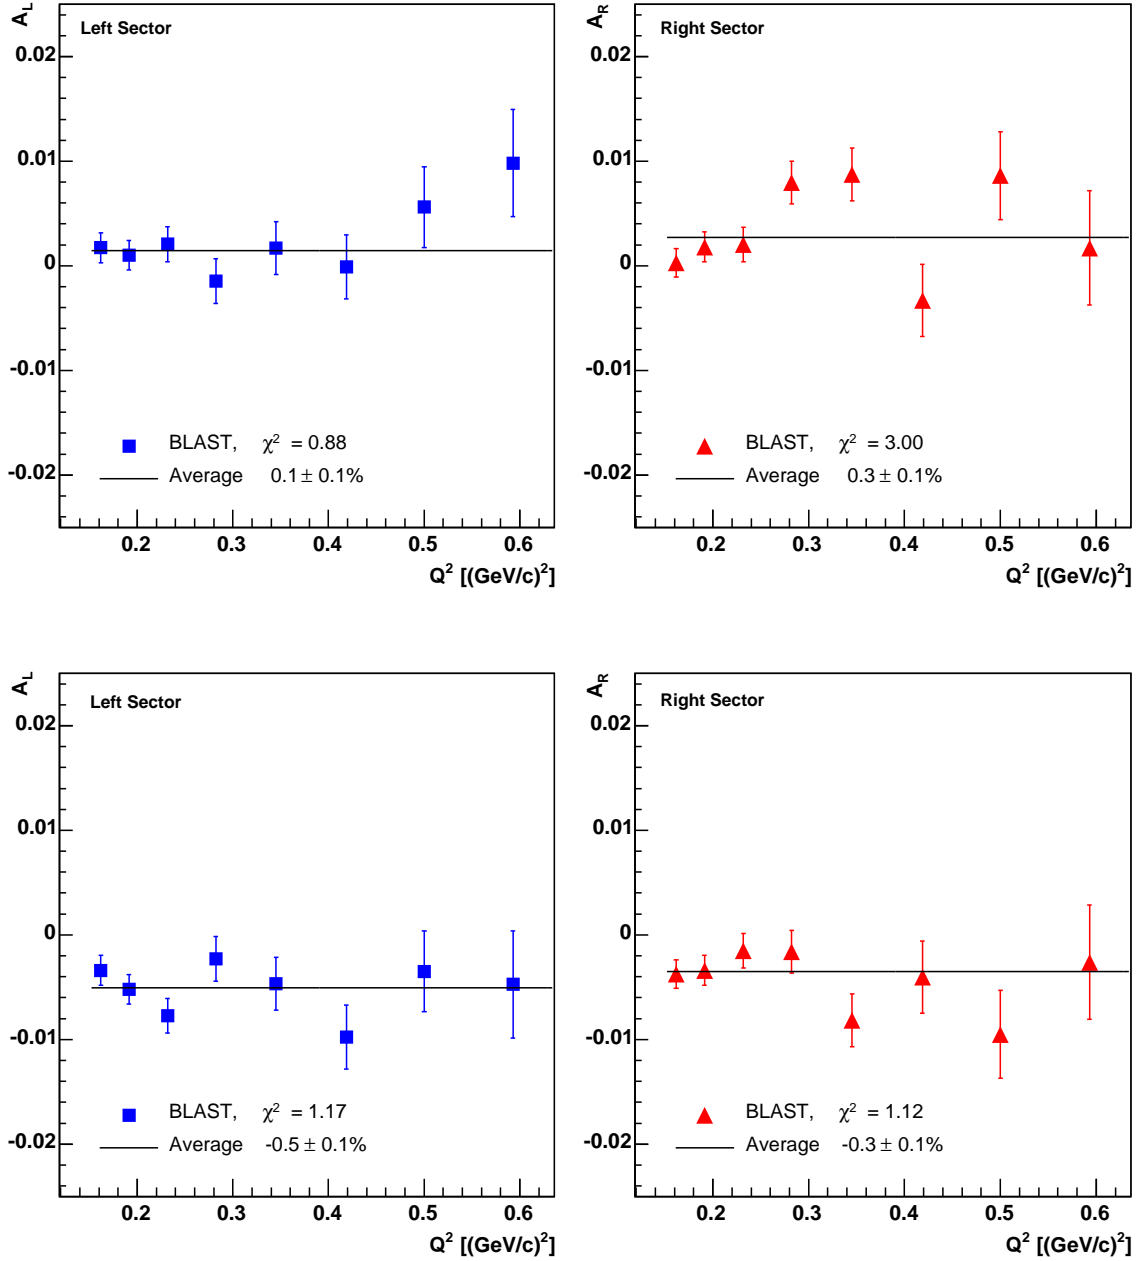 A_L
Left Sector
0.02
0.01
0
-0.01
-0.02
BLAST, χ² = 0.88
Average 0.1 ± 0.1%
0.2 0.3 0.4 0.5 0.6
Q² [(GeV/c)²]
A_R
Right Sector
0.02
0.01
0
-0.01
-0.02
BLAST, χ² = 3.00
Average 0.3 ± 0.1%
0.2 0.3 0.4 0.5 0.6
Q² [(GeV/c)²]
A_L
Left Sector
0.02
0.01
0
-0.01
-0.02
BLAST, χ² = 1.17
Average -0.5 ± 0.1%
0.2 0.3 0.4 0.5 0.6
Q² [(GeV/c)²]
A_R
Right Sector
0.02
0.01
0
-0.01
-0.02
BLAST, χ² = 1.12
Average -0.3 ± 0.1%
0.2 0.3 0.4 0.5 0.6
Q² [(GeV/c)²]